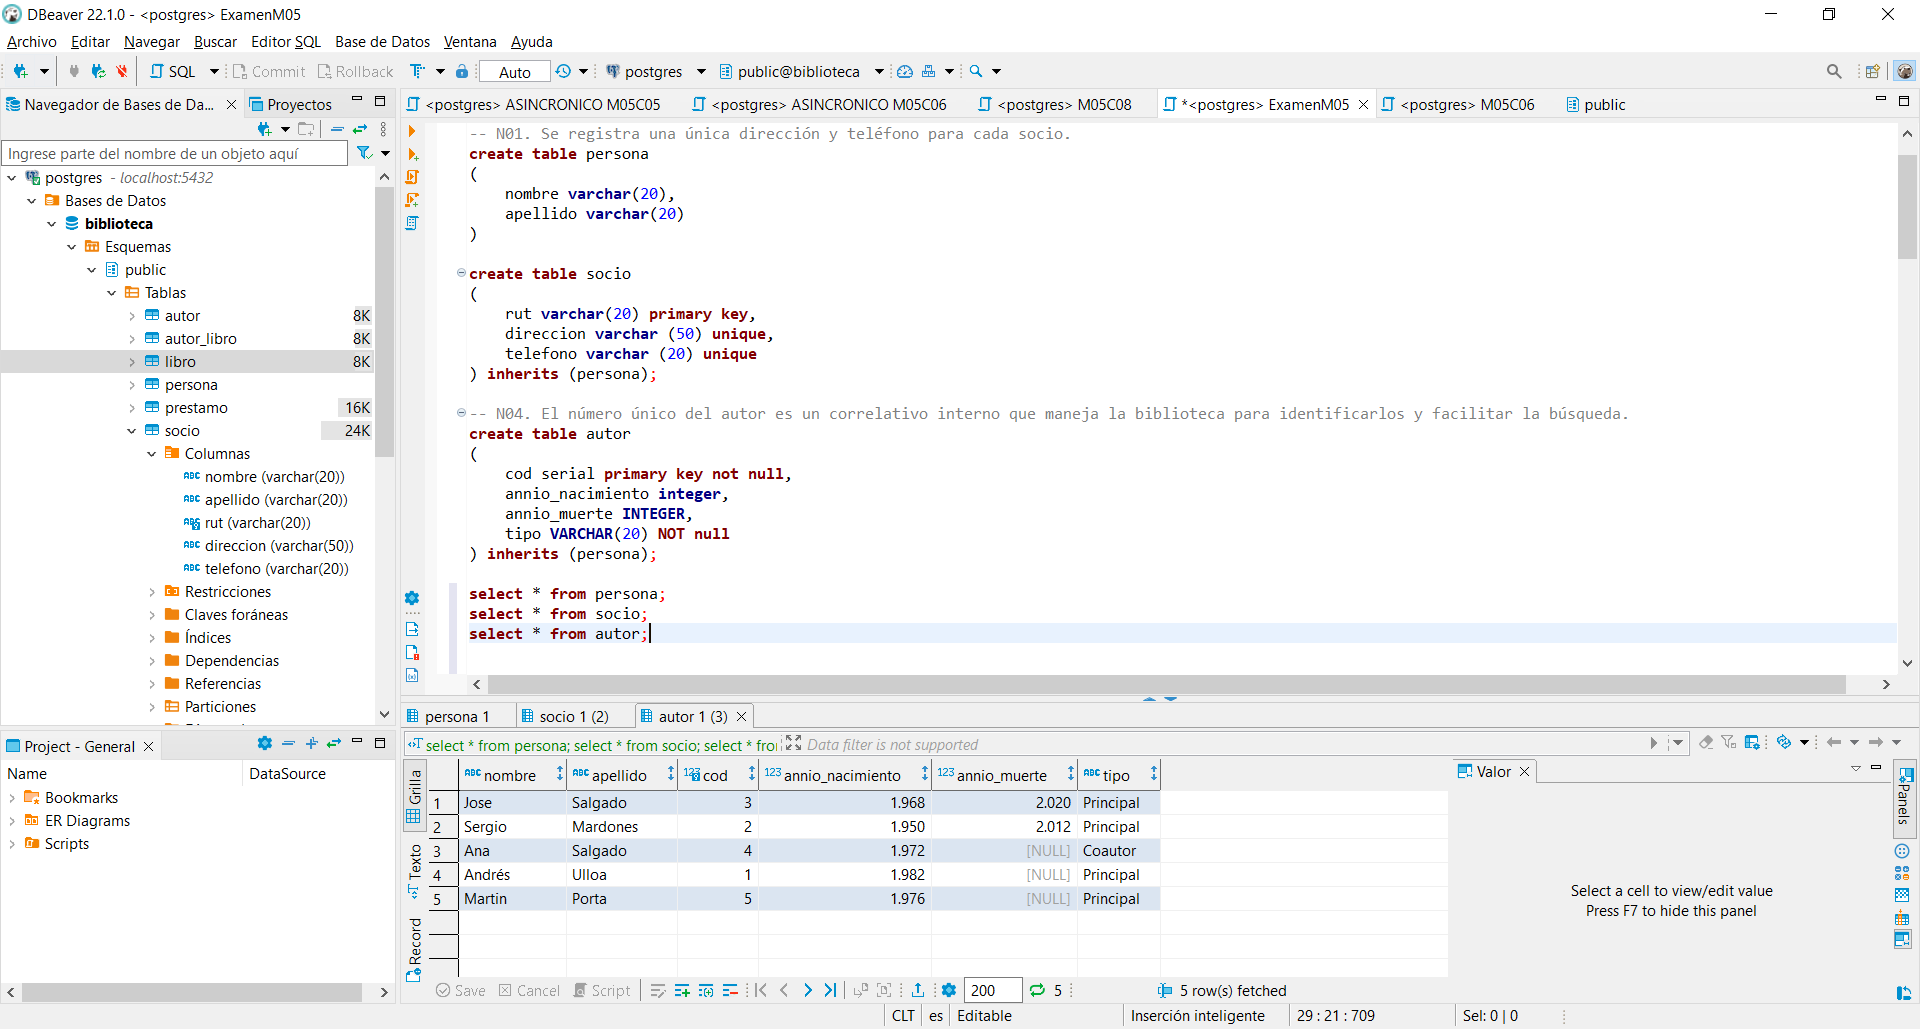 DBeaver 22.1.0 - <postgres> ExamenM05
Archivo Editar Navegar Buscar Editor SQL Base de Datos Ventana Ayuda
SQL Commit Rollback Auto postgres public@biblioteca
Navegador de Bases de Da... Proyectos
<postgres> ASINCRONICO M05C05 <postgres> ASINCRONICO M05C06 <postgres> M05C08 *<postgres> ExamenM05 <postgres> M05C06 public
Ingrese parte del nombre de un objeto aquí
postgres - localhost:5432
Bases de Datos
biblioteca
Esquemas
public
Tablas
autor 8K
autor_libro 8K
libro 8K
persona
prestamo 16K
socio 24K
Columnas
nombre (varchar(20))
apellido (varchar(20))
rut (varchar(20))
direccion (varchar(50))
telefono (varchar(20))
Restricciones
Claves foráneas
Índices
Dependencias
Referencias
Particiones
-- N01. Se registra una única dirección y teléfono para cada socio.
create table persona
(
nombre varchar(20),
apellido varchar(20)
)
create table socio
(
rut varchar(20) primary key,
direccion varchar (50) unique,
telefono varchar (20) unique
) inherits (persona);
-- N04. El número único del autor es un correlativo interno que maneja la biblioteca para identificarlos y facilitar la búsqueda.
create table autor
(
cod serial primary key not null,
annio_nacimiento integer,
annio_muerte INTEGER,
tipo VARCHAR(20) NOT null
) inherits (persona);
select * from persona;
select * from socio;
select * from autor;
Project - General
Name DataSource
Bookmarks
ER Diagrams
Scripts
persona 1 socio 1 (2) autor 1 (3)
select * from persona; select * from socio; select * fro Data filter is not supported
Grilla
Texto
Record
nombre apellido cod annio_nacimiento annio_muerte tipo
1 Jose Salgado 3 1.968 2.020 Principal
2 Sergio Mardones 2 1.950 2.012 Principal
3 Ana Salgado 4 1.972 [NULL] Coautor
4 Andrés Ulloa 1 1.982 [NULL] Principal
5 Martin Porta 5 1.976 [NULL] Principal
Valor
Select a cell to view/edit value
Press F7 to hide this panel
Panels
Save Cancel Script 200 5 5 row(s) fetched
CLT es Editable Inserción inteligente 29 : 21 : 709 Sel: 0 | 0